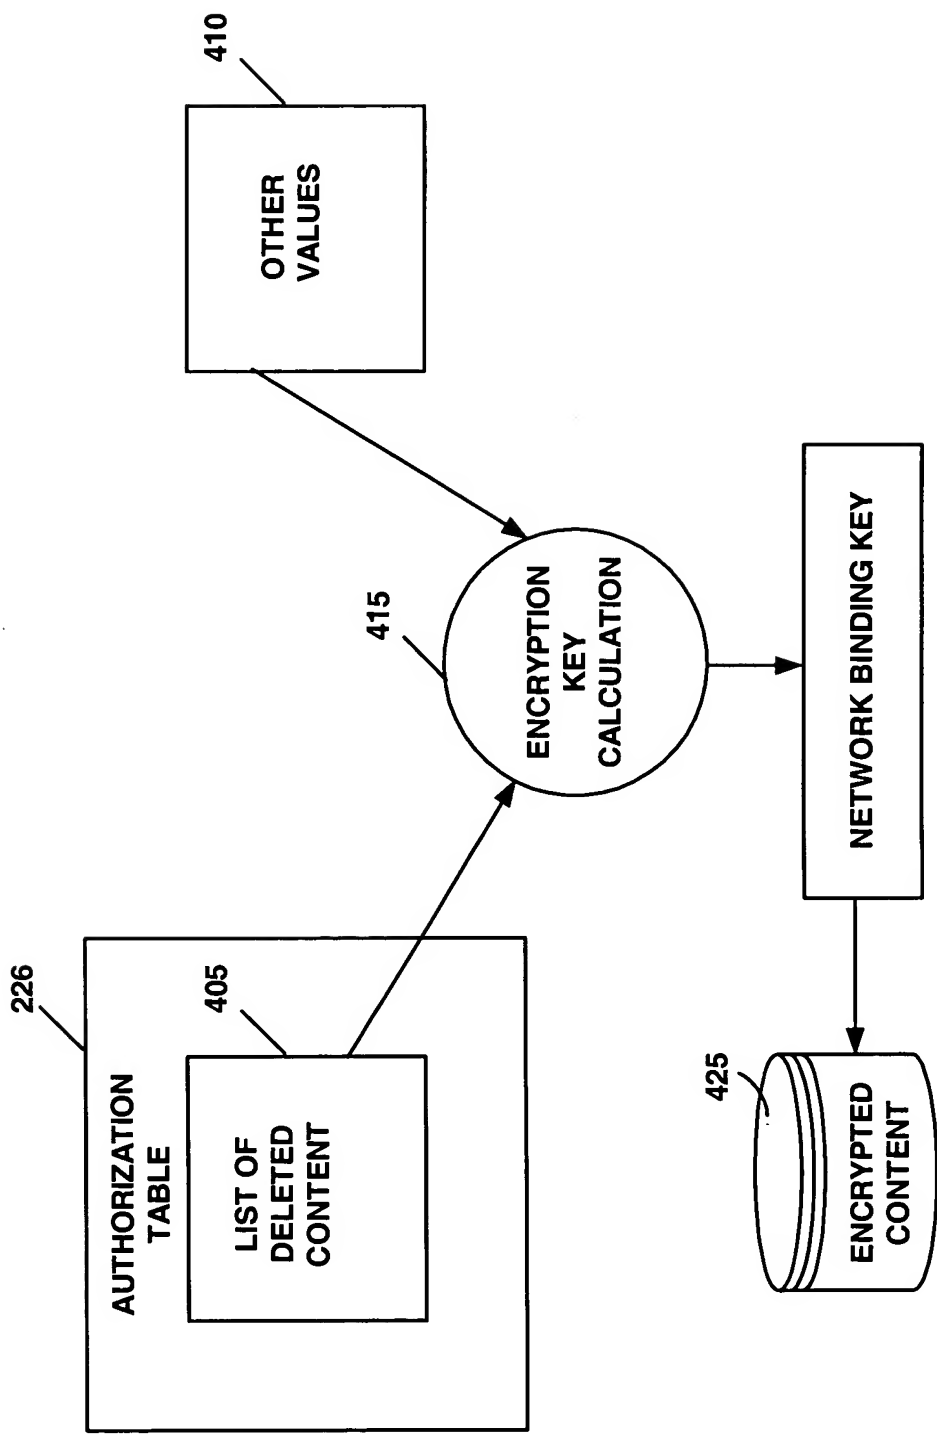 226
AUTHORIZATION
TABLE
405
LIST OF
DELETED
CONTENT
410
OTHER
VALUES
415
ENCRYPTION
KEY
CALCULATION
425
ENCRYPTED
CONTENT
NETWORK BINDING KEY